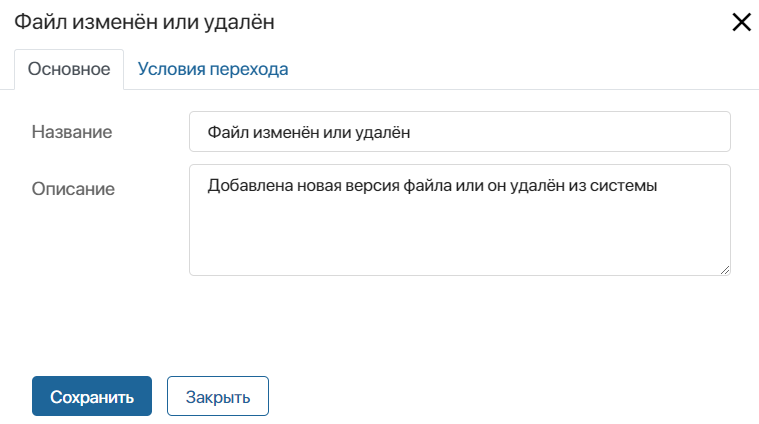 Файл изменён или удалён
Основное
Условия перехода
Название
Файл изменён или удалён
Описание
Добавлена новая версия файла или он удалён из системы
Сохранить
Закрыть